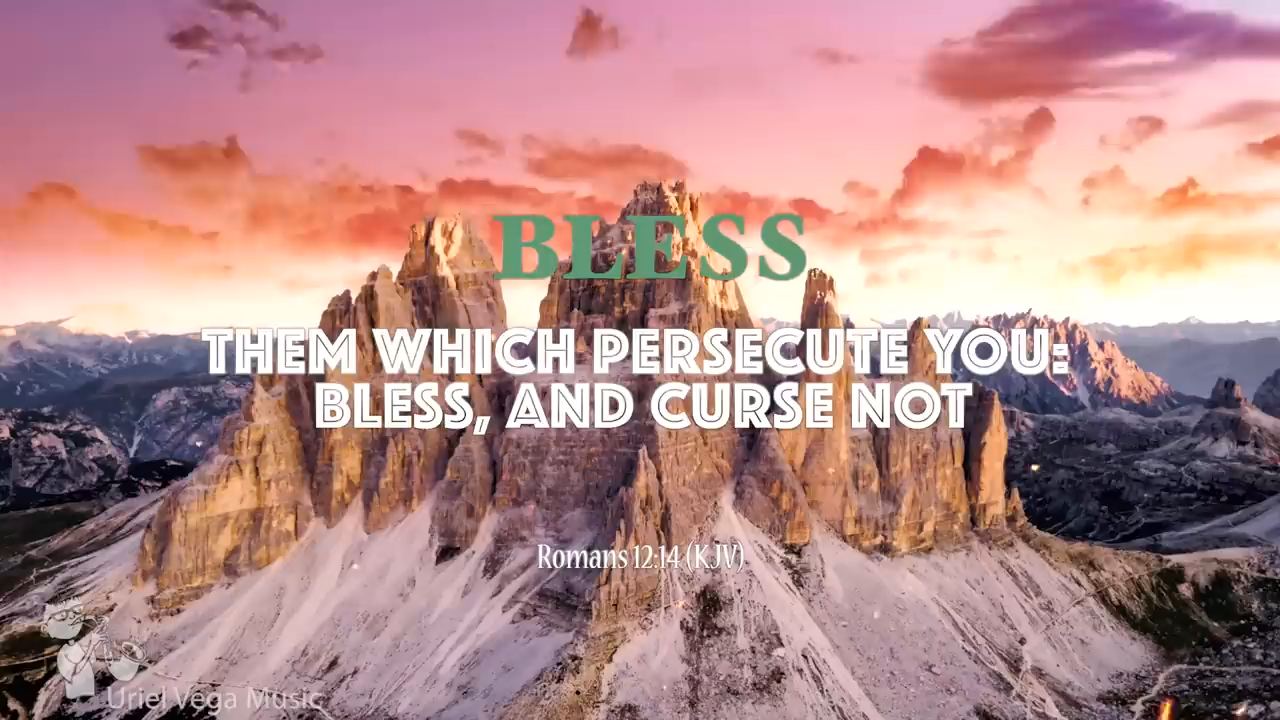 BLESS
THEM WHICH PERSECUTE YOU:
BLESS, AND CURSE NOT
Romans 12:14 (KJV)
Uriel Vega Music